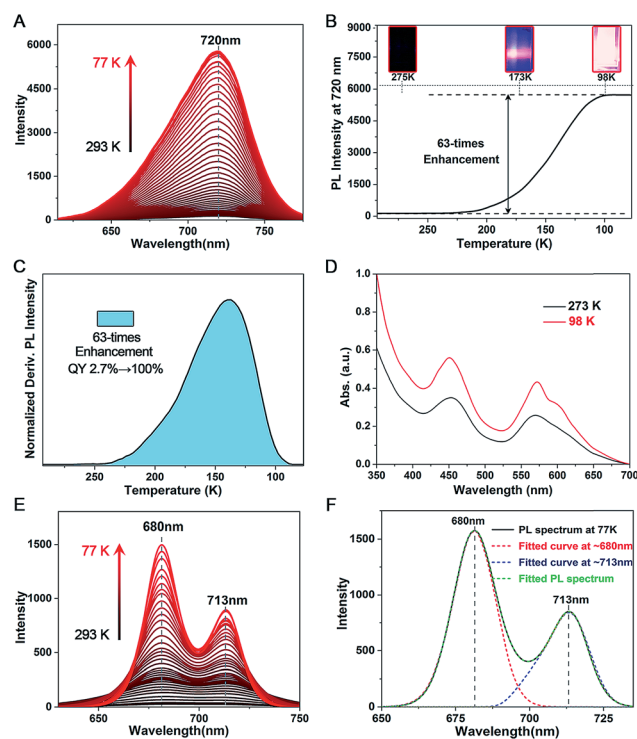 A
720nm
77 K
293 K
6000
4500
3000
1500
0
650
700
750
Intensity
Wavelength(nm)
B
9000
7500
6000
4500
3000
1500
0
275K
173K
98K
63-times
Enhancement
250
200
150
100
PL Intensity at 720 nm
Temperature (K)
C
63-times
Enhancement
QY 2.7%→100%
250
200
150
100
Normalized Deriv. PL Intensity
Temperature (K)
D
1.0
0.8
0.6
0.4
0.2
0.0
273 K
98 K
350
400
450
500
550
600
650
700
Abs. (a.u.)
Wavelength (nm)
E
680nm
713nm
77 K
293 K
1500
1000
500
0
650
700
750
Intensity
Wavelength(nm)
F
680nm
713nm
PL spectrum at 77K
Fitted curve at ~680nm
Fitted curve at ~713nm
Fitted PL spectrum
1500
1000
500
0
650
675
700
725
Intensity
Wavelength (nm)